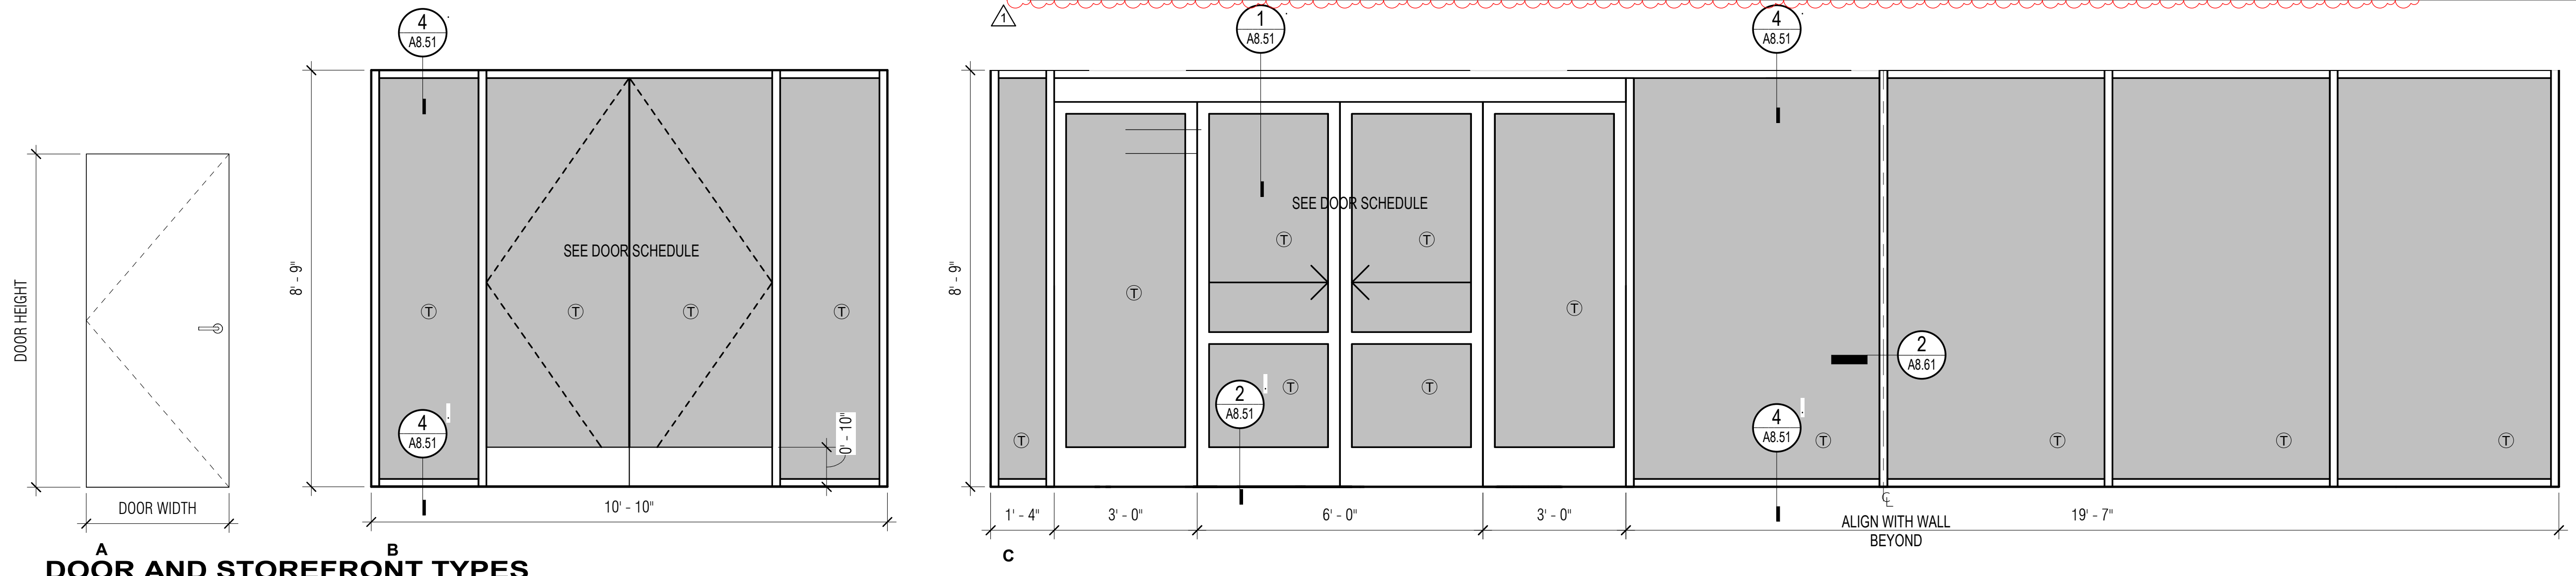 DOOR HEIGHT
DOOR WIDTH
A
4
A8.51
8' - 9"
SEE DOOR SCHEDULE
T
T
T
T
4
A8.51
0' - 10"
10' - 10"
B
1
1
A8.51
4
A8.51
8' - 9"
SEE DOOR SCHEDULE
T
T
T
T
T
T
2
A8.51
2
A8.61
4
A8.51
T
T
T
T
T
CL
1' - 4"
3' - 0"
6' - 0"
3' - 0"
19' - 7"
ALIGN WITH WALL
BEYOND
C
DOOR AND STOREFRONT TYPES